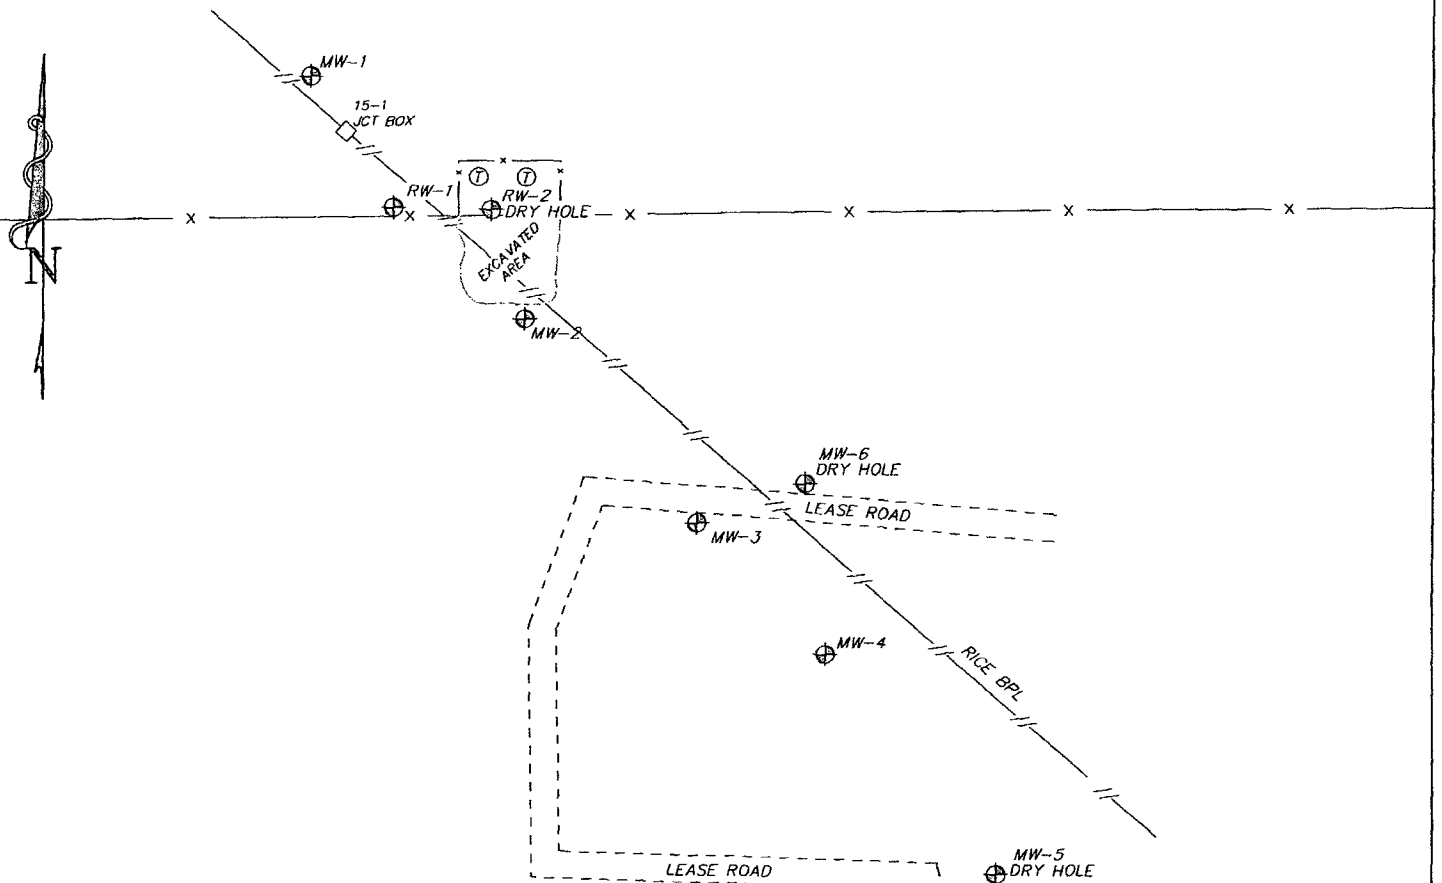 MW-1
15-1
JCT BOX
T T
RW-1
RW-2
DRY HOLE
x x x x x x
EXCAVATED
AREA
N
MW-2
MW-6
DRY HOLE
LEASE ROAD
MW-3
MW-4
RICE BPL
MW-5
DRY HOLE
LEASE ROAD